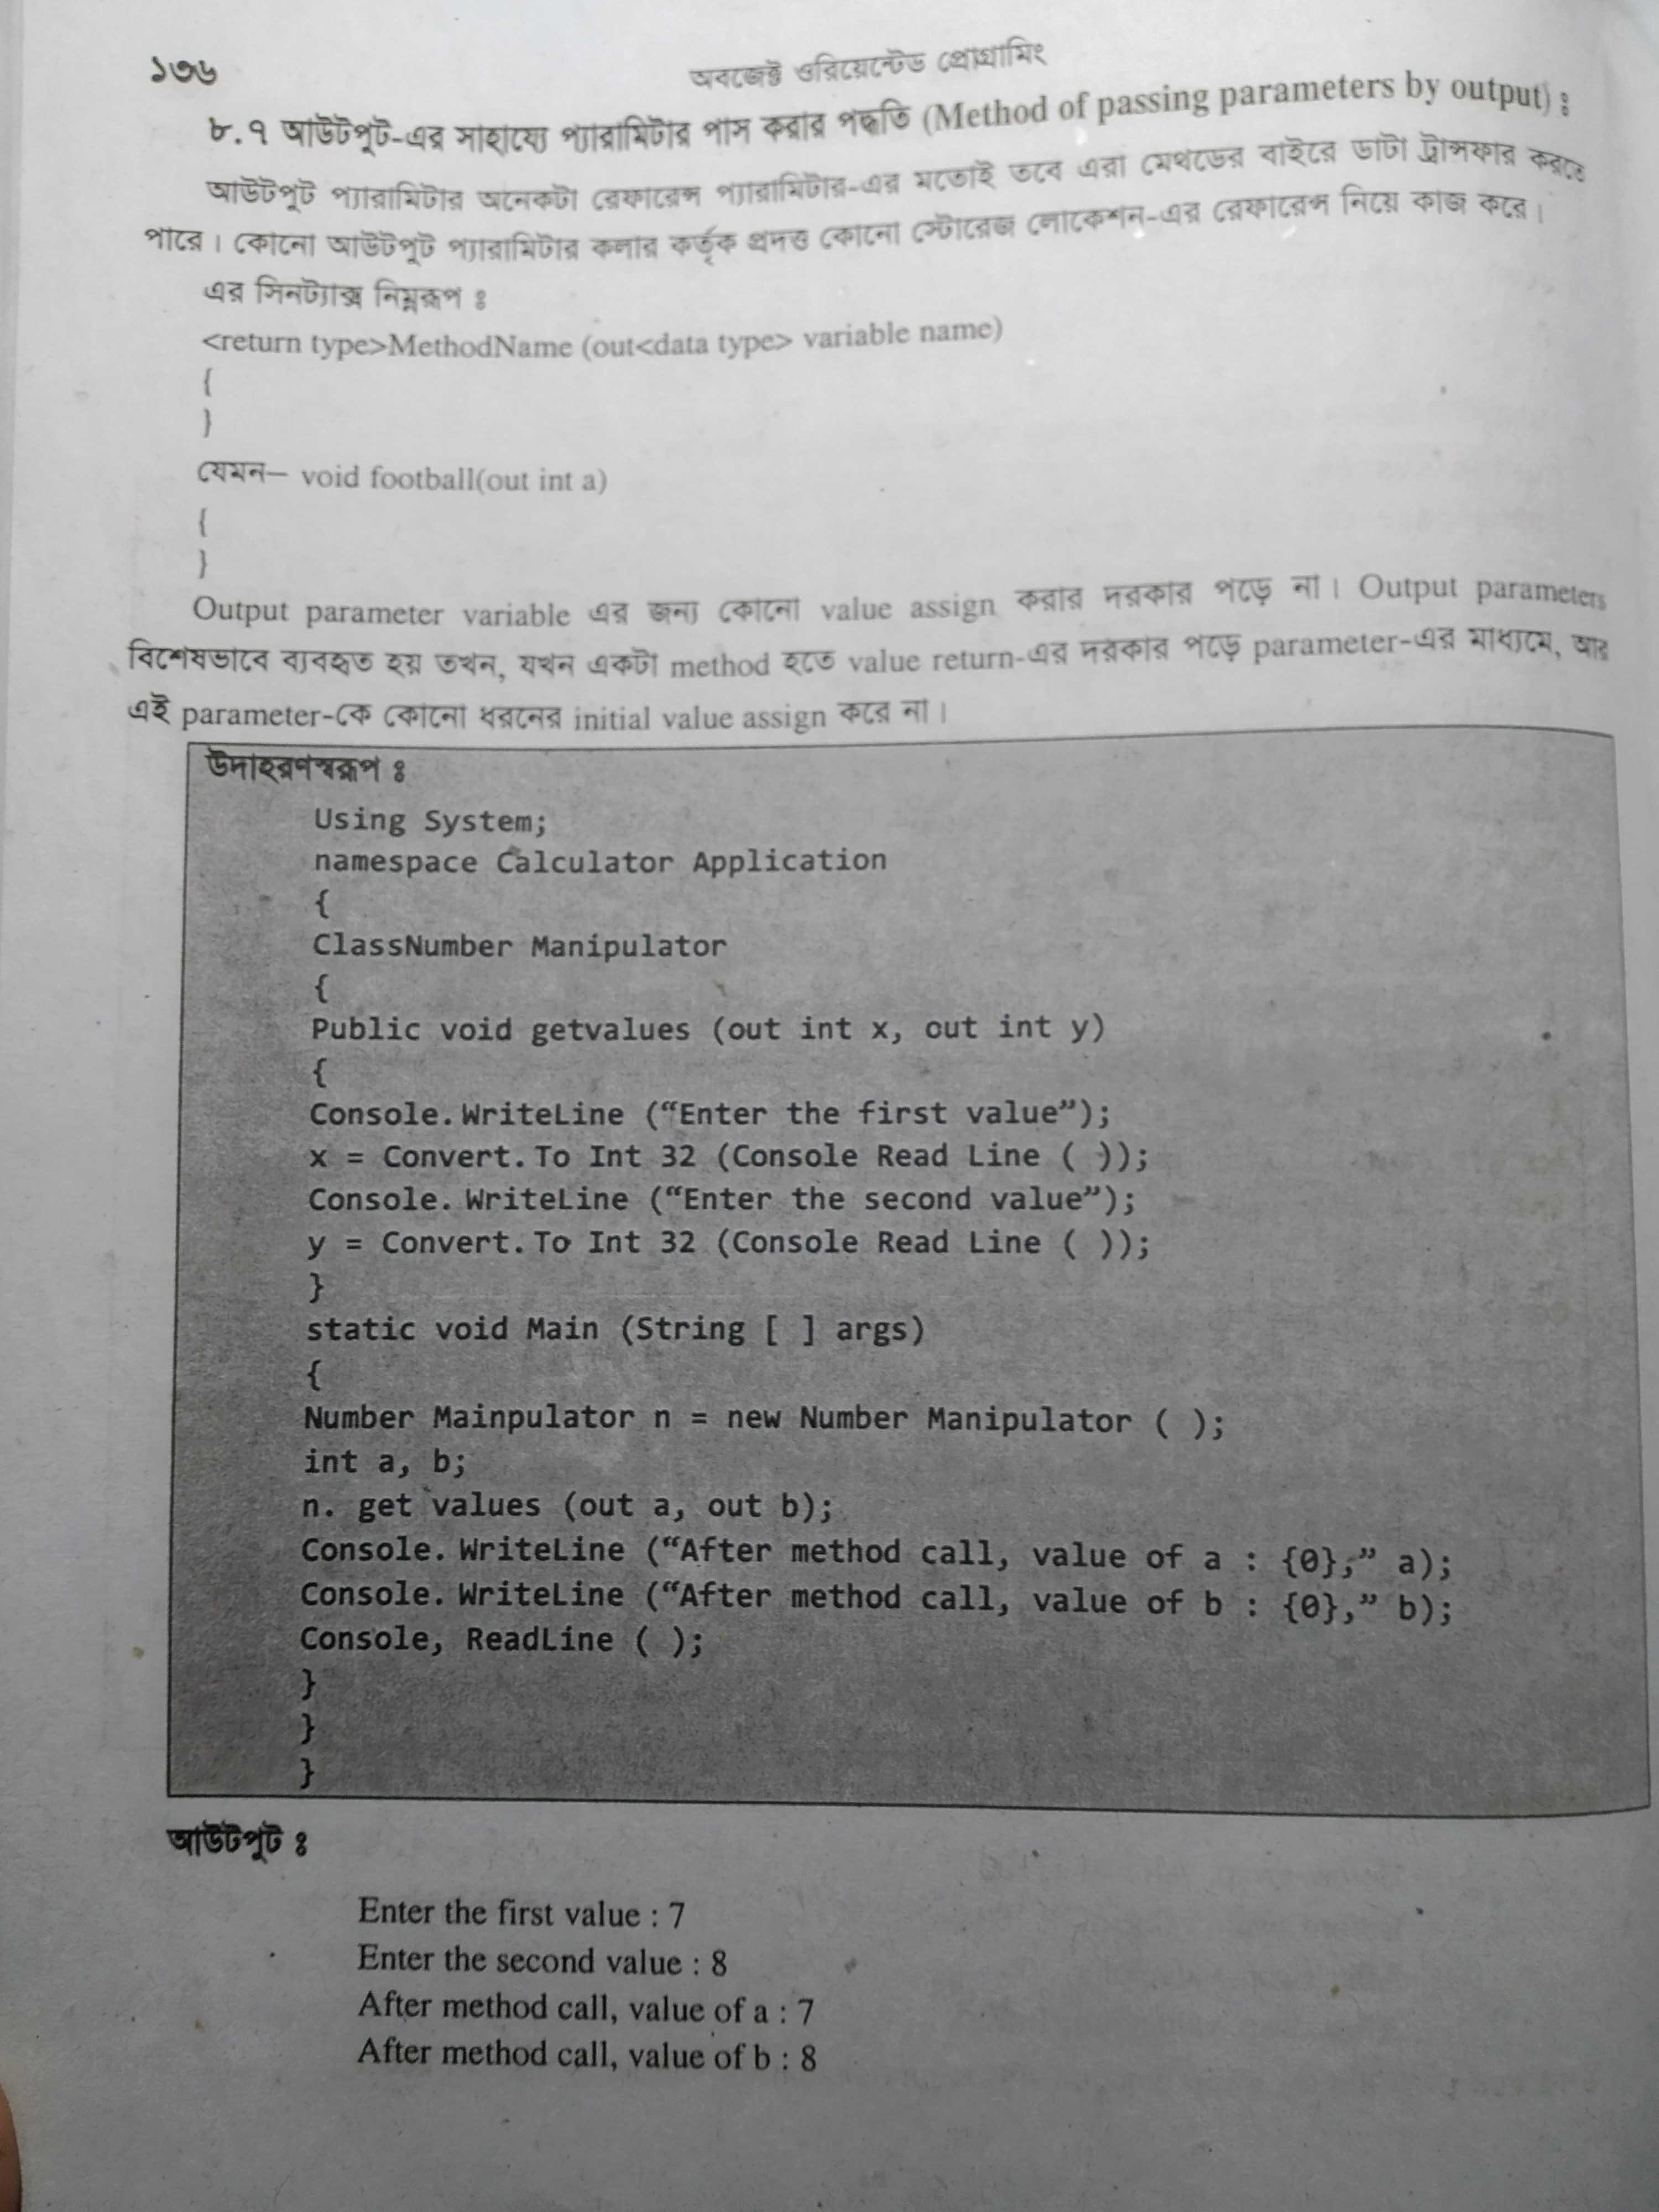 ১৩৬
অবজেক্ট ওরিয়েন্টেড প্রোগ্রামিং
৮.৭ আউটপুট-এর সাহায্যে প্যারামিটার পাস করার পদ্ধতি (Method of passing parameters by output) ঃ
আউটপুট প্যারামিটার অনেকটা রেফারেন্স প্যারামিটার-এর মতোই তবে এরা মেথডের বাইরে ডাটা ট্রান্সফার করতে
পারে। কোনো আউটপুট প্যারামিটার কলার কর্তৃক প্রদত্ত কোনো স্টোরেজ লোকেশন-এর রেফারেন্স নিয়ে কাজ করে।
এর সিনট্যাক্স নিম্নরূপ ঃ
<return type>MethodName (out<data type> variable name)
{
}
যেমন– void football(out int a)
{
}
Output parameter variable এর জন্য কোনো value assign করার দরকার পড়ে না। Output parameters
বিশেষভাবে ব্যবহৃত হয় তখন, যখন একটা method হতে value return-এর দরকার পড়ে parameter-এর মাধ্যমে, আর
এই parameter-কে কোনো ধরনের initial value assign করে না।
উদাহরণস্বরূপ ঃ
Using System;
namespace Calculator Application
{
ClassNumber Manipulator
{
Public void getvalues (out int x, out int y)
{
Console. WriteLine (“Enter the first value”);
x = Convert. To Int 32 (Console Read Line ( ));
Console. WriteLine (“Enter the second value”);
y = Convert. To Int 32 (Console Read Line ( ));
}
static void Main (String [ ] args)
{
Number Mainpulator n = new Number Manipulator ( );
int a, b;
n. get values (out a, out b);
Console. WriteLine (“After method call, value of a : {0},” a);
Console. WriteLine (“After method call, value of b : {0},” b);
Console, ReadLine ( );
}
}
}
আউটপুট ঃ
Enter the first value : 7
Enter the second value : 8
After method call, value of a : 7
After method call, value of b : 8